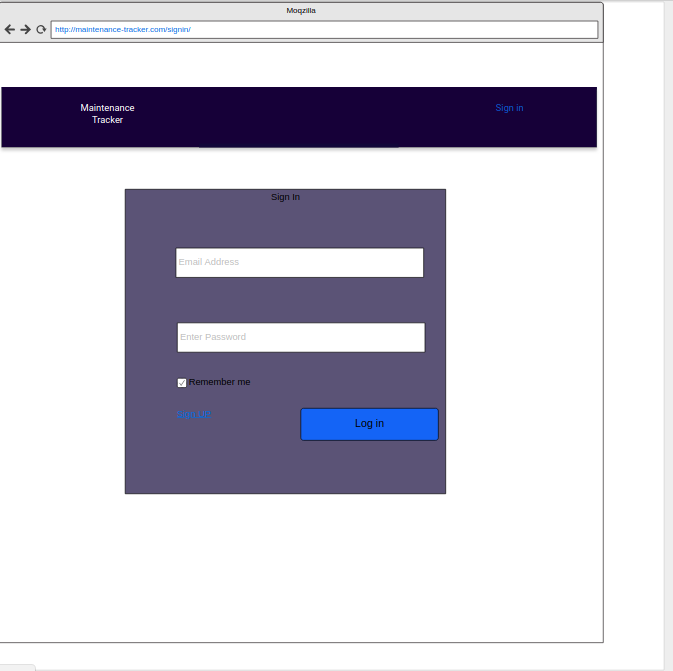 Moqzilla
http://maintenance-tracker.com/signin/
Maintenance
Tracker
Sign in
Sign In
Email Address
Enter Password
Remember me
Sign up
Log in